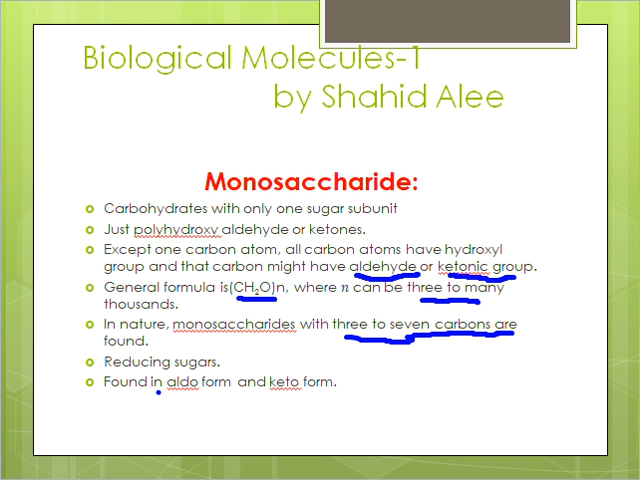 Biological Molecules-1
by Shahid Alee
Monosaccharide:
Carbohydrates with only one sugar subunit
Just polyhydroxy aldehyde or ketones.
Except one carbon atom, all carbon atoms have hydroxyl
group and that carbon might have aldehyde or ketonic group.
General formula is(CH₂O)n, where n can be three to many
thousands.
In nature, monosaccharides with three to seven carbons are
found.
Reducing sugars.
Found in aldo form and keto form.